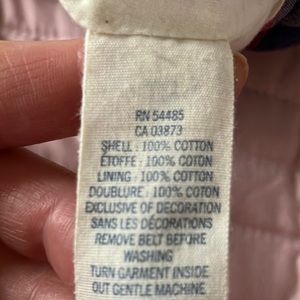 RN 54485
CA 03873
SHELL : 100% COTTON
ÉTOFFE : 100% COTON
LINING : 100% COTTON
DOUBLURE : 100% COTON
EXCLUSIVE OF DECORATION
SANS LES DÉCORATIONS
REMOVE BELT BEFORE
WASHING
TURN GARMENT INSIDE
OUT GENTLE MACHINE